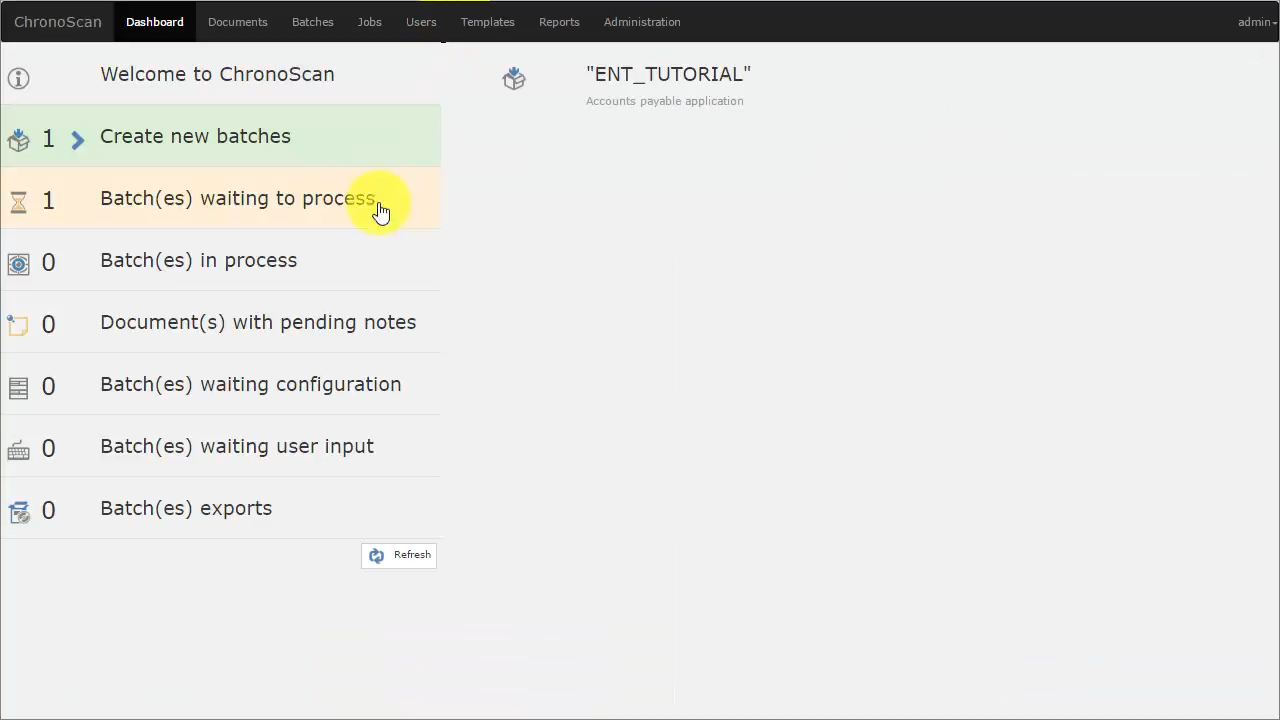 ChronoScan Dashboard Documents Batches Jobs Users Templates Reports Administration admin
Welcome to ChronoScan
1 Create new batches
1 Batch(es) waiting to process
0 Batch(es) in process
0 Document(s) with pending notes
0 Batch(es) waiting configuration
0 Batch(es) waiting user input
0 Batch(es) exports
Refresh
"ENT_TUTORIAL"
Accounts payable application